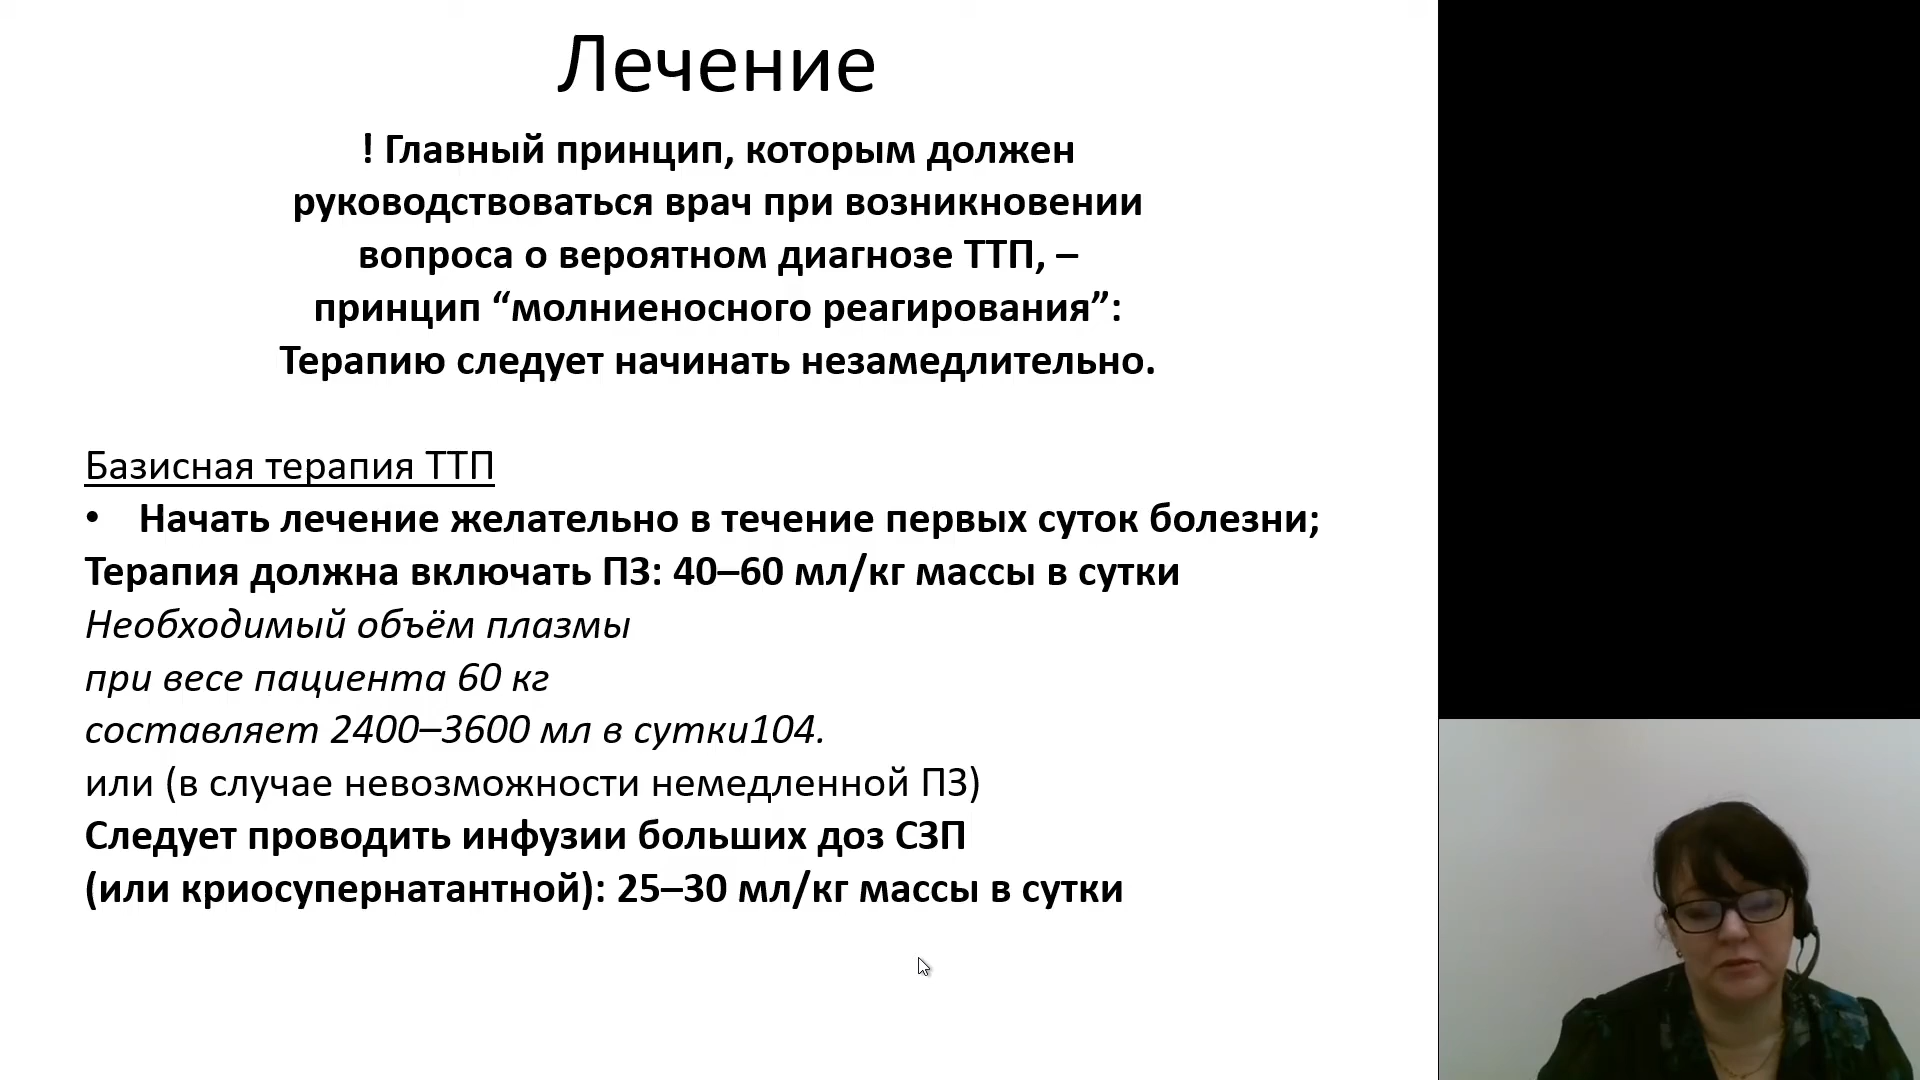 Лечение
! Главный принцип, которым должен
руководствоваться врач при возникновении
вопроса о вероятном диагнозе ТТП, –
принцип “молниеносного реагирования”:
Терапию следует начинать незамедлительно.
Базисная терапия ТТП
• Начать лечение желательно в течение первых суток болезни;
Терапия должна включать ПЗ: 40–60 мл/кг массы в сутки
Необходимый объём плазмы
при весе пациента 60 кг
составляет 2400–3600 мл в сутки104.
или (в случае невозможности немедленной ПЗ)
Следует проводить инфузии больших доз СЗП
(или криосупернатантной): 25–30 мл/кг массы в сутки